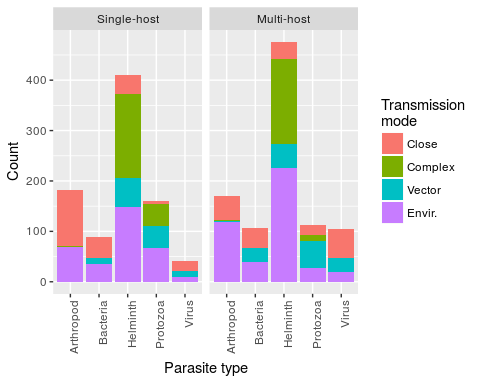 Single-host
Multi-host
Count
400
300
200
100
0
Arthropod
Bacteria
Helminth
Protozoa
Virus
Arthropod
Bacteria
Helminth
Protozoa
Virus
Parasite type
Transmission
mode
Close
Complex
Vector
Envir.